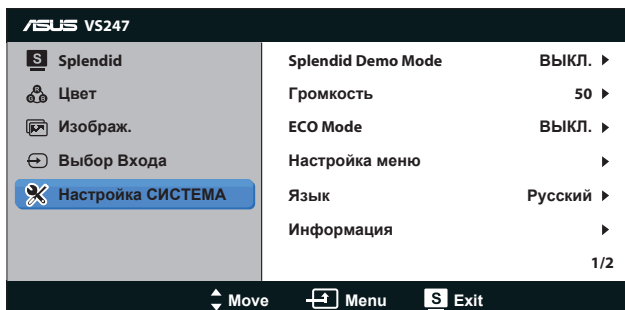 ASUS VS247
S Splendid
Цвет
Изображ.
Выбор Входа
Настройка СИСТЕМА
Splendid Demo Mode ВЫКЛ.
Громкость 50
ECO Mode ВЫКЛ.
Настройка меню
Язык Русский
Информация
1/2
Move Menu S Exit